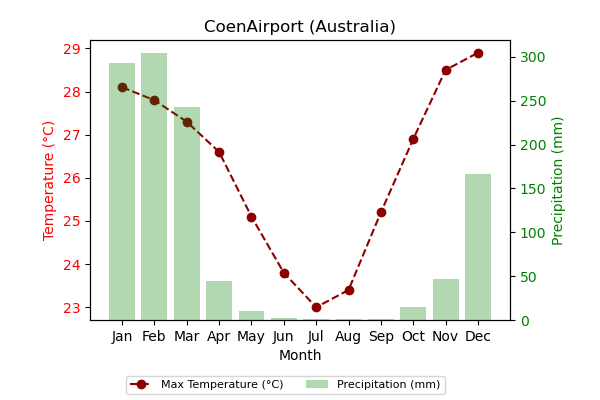 CoenAirport (Australia)
29
28
27
26
25
24
23
Temperature (°C)
300
250
200
150
100
50
0
Precipitation (mm)
Jan Feb Mar Apr May Jun Jul Aug Sep Oct Nov Dec
Month
Max Temperature (°C) Precipitation (mm)